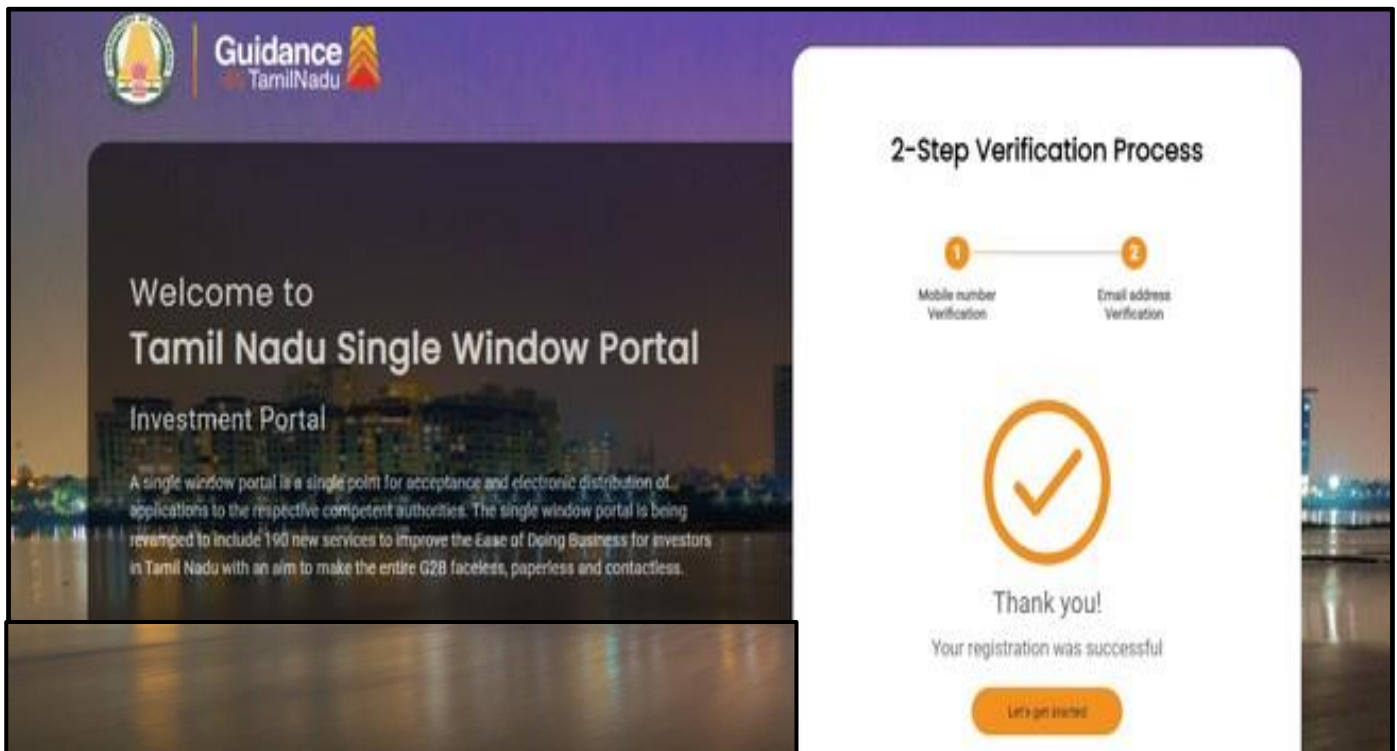 Guidance
TamilNadu
Welcome to
Tamil Nadu Single Window Portal
Investment Portal
A single window portal is a single point for acceptance and electronic distribution of
applications to the respective competent authorities. The single window portal is being
revamped to include 190 new services to improve the Ease of Doing Business for investors
in Tamil Nadu with an aim to make the entire G2B faceless, paperless and contactless.
2-Step Verification Process
1
2
Mobile number
Verification
Email address
Verification
Thank you!
Your registration was successful
Let's get started